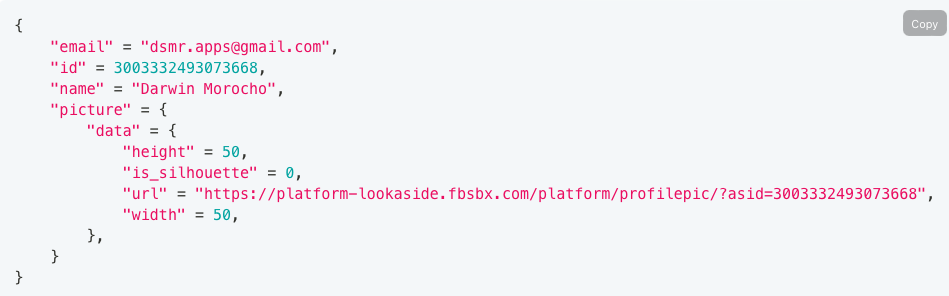 {
Copy
"email" = "dsmr.apps@gmail.com",
"id" = 3003332493073668,
"name" = "Darwin Morocho",
"picture" = {
"data" = {
"height" = 50,
"is_silhouette" = 0,
"url" = "https://platform-lookaside.fbsbx.com/platform/profilepic/?asid=3003332493073668",
"width" = 50,
},
}
}